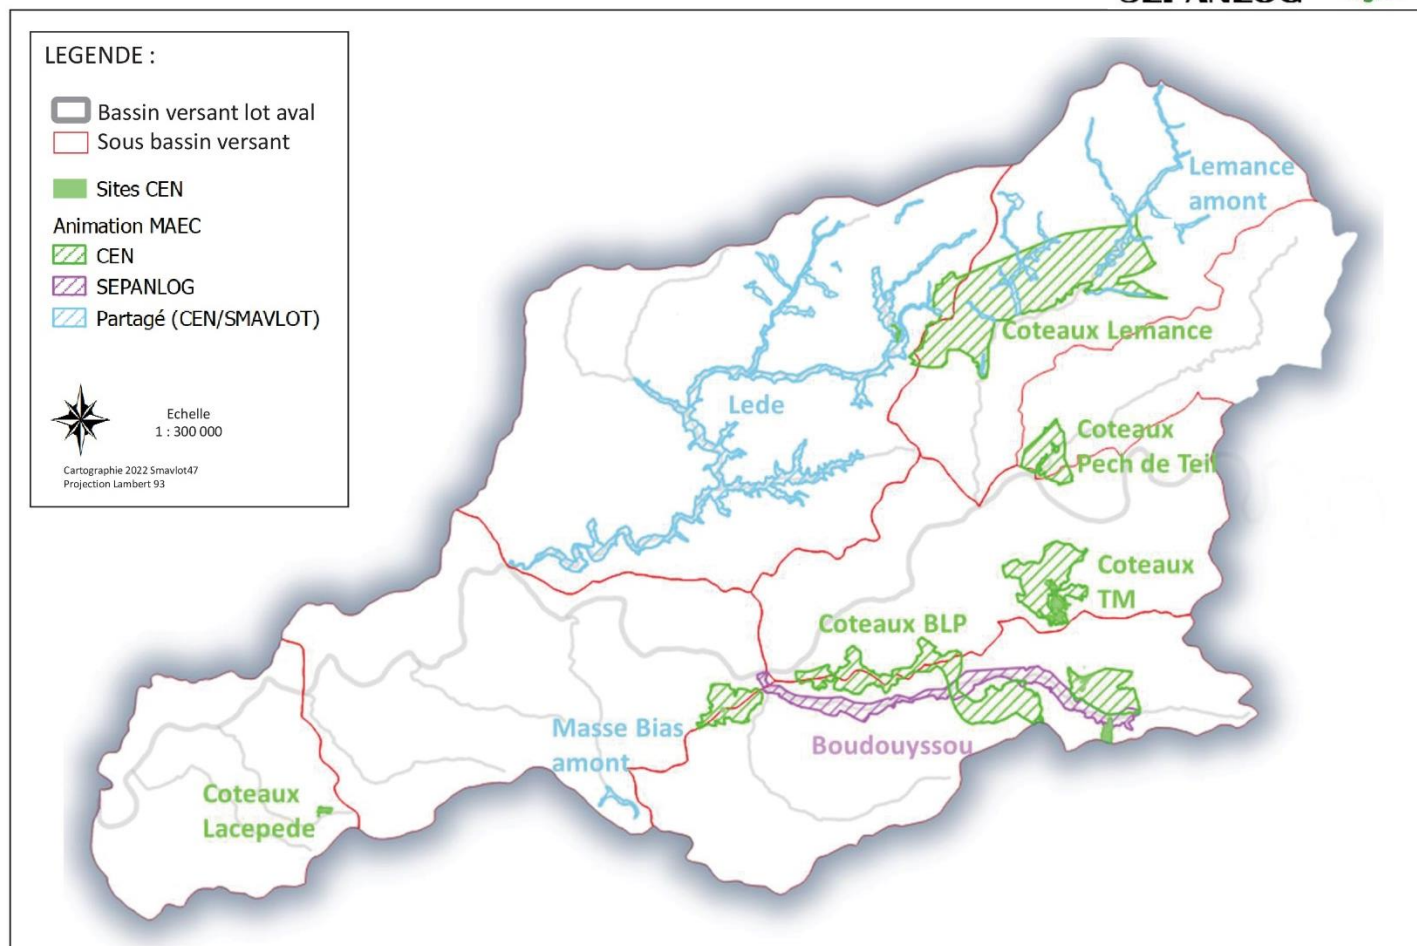 SEPANLOG
LEGENDE :
Bassin versant lot aval
Sous bassin versant
Sites CEN
Animation MAEC
CEN
SEPANLOG
Partagé (CEN/SMAVLOT)
Echelle
1 : 300 000
Cartographie 2022 Smavlot47
Projection Lambert 93
Lemance
amont
Coteaux Lemance
Lede
Coteaux
Pech de Teil
Coteaux
TM
Coteaux BLP
Masse Bias
amont
Boudouyssou
Coteaux
Lacepede